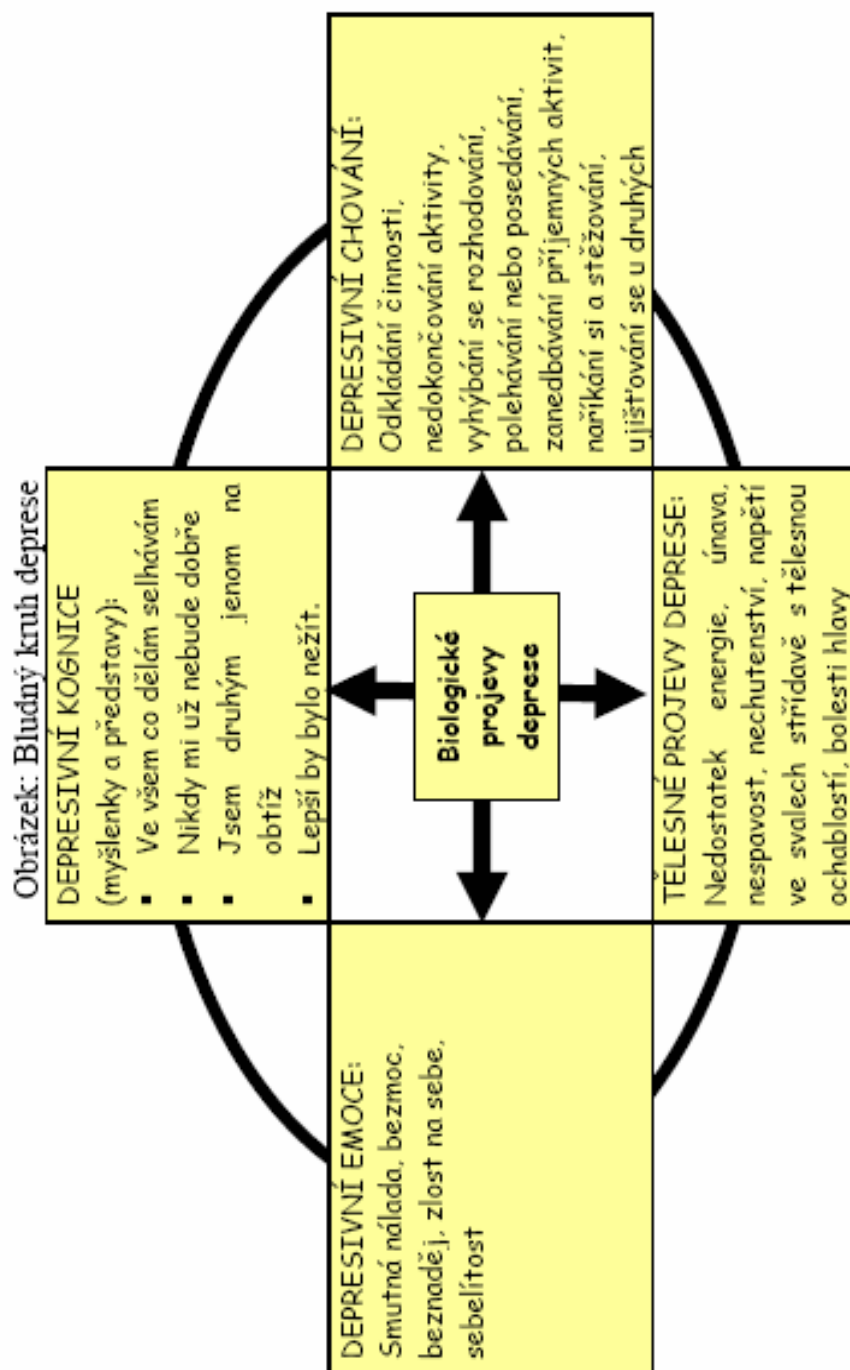 Obrázek: Bludný kruh deprese
DEPRESIVNÍ KOGNICE
(myšlenky a představy):
▪ Ve všem co dělám selhávám
▪ Nikdy mi už nebude dobře
▪ Jsem druhým jenom na
obtíž
▪ Lepší by bylo nežít.
DEPRESIVNÍ EMOCE:
Smutná nálada, bezmoc,
beznaděj, zlost na sebe,
sebelítost
Biologické
projevy
deprese
DEPRESIVNÍ CHOVÁNÍ:
Odkládání činnosti,
nedokončování aktivity,
vyhýbání se rozhodování,
polehávání nebo posedávání,
zanedbávání příjemných aktivit,
naříkání si a stěžování,
ujišťování se u druhých
TĚLESNÉ PROJEVY DEPRESE:
Nedostatek energie, únava,
nespavost, nechutenství, napětí
ve svalech střídavě s tělesnou
ochablostí, bolesti hlavy